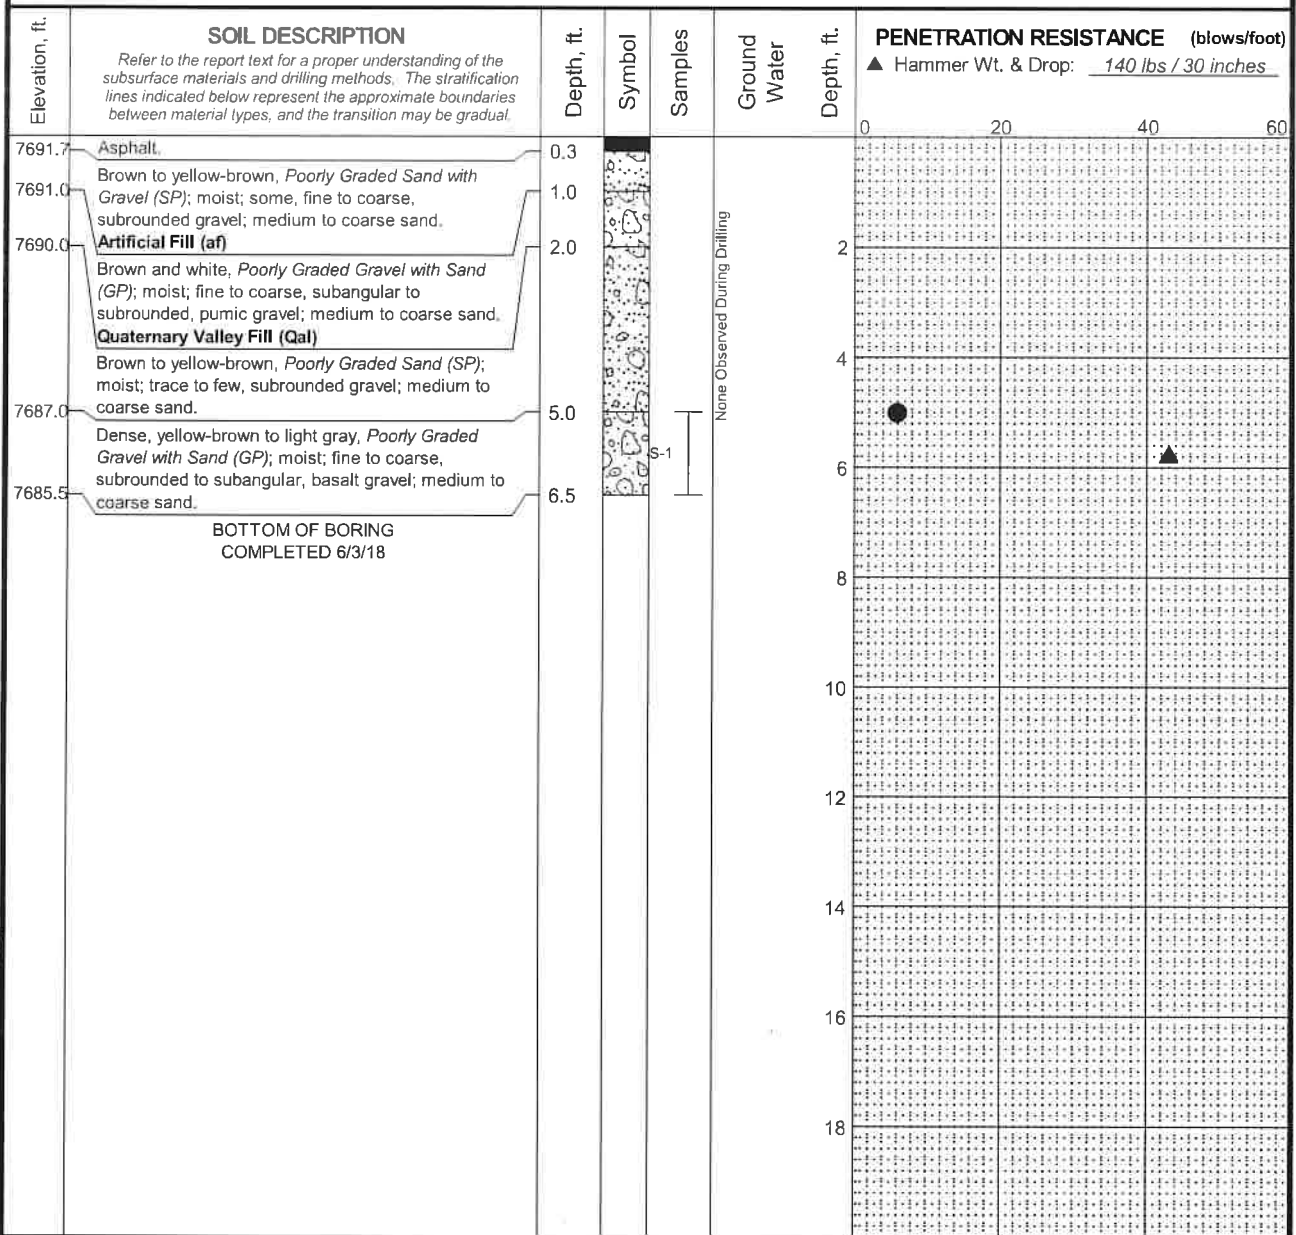 Elevation, ft.
SOIL DESCRIPTION
Refer to the report text for a proper understanding of the
subsurface materials and drilling methods. The stratification
lines indicated below represent the approximate boundaries
between material types, and the transition may be gradual.
Depth, ft.
Symbol
Samples
Ground
Water
Depth, ft.
PENETRATION RESISTANCE (blows/foot)
▲ Hammer Wt. & Drop: 140 lbs / 30 inches
0 20 40 60
7691.7 Asphalt. 0.3
Brown to yellow-brown, Poorly Graded Sand with
7691.0 Gravel (SP); moist; some, fine to coarse, 1.0
subrounded gravel; medium to coarse sand.
7690.0 Artificial Fill (af) 2.0
Brown and white, Poorly Graded Gravel with Sand
(GP); moist; fine to coarse, subangular to
subrounded, pumic gravel; medium to coarse sand.
Quaternary Valley Fill (Qal)
Brown to yellow-brown, Poorly Graded Sand (SP);
moist; trace to few, subrounded gravel; medium to
7687.0 coarse sand. 5.0
Dense, yellow-brown to light gray, Poorly Graded
Gravel with Sand (GP); moist; fine to coarse,
subrounded to subangular, basalt gravel; medium to
7685.5 coarse sand. 6.5
BOTTOM OF BORING
COMPLETED 6/3/18
S-1
None Observed During Drilling
2
4
6
8
10
12
14
16
18